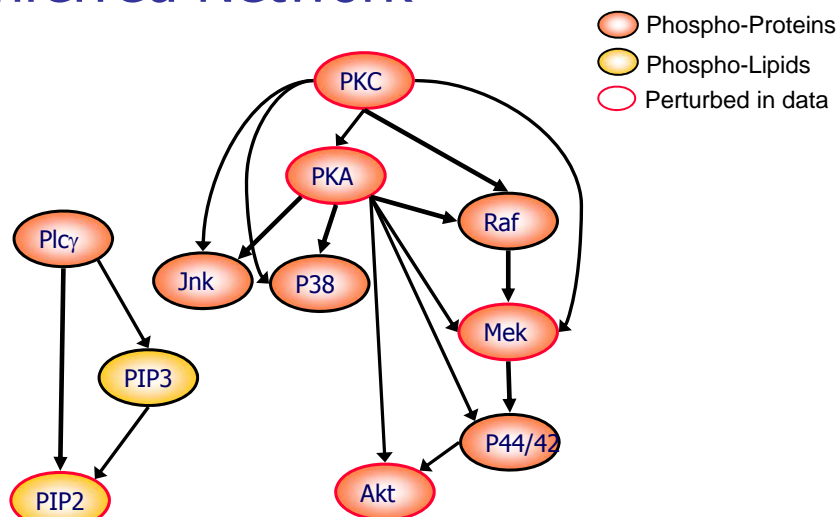 Network
Phospho-Proteins
Phospho-Lipids
Perturbed in data
PKC
PKA
Raf
Plcγ
Jnk
P38
Mek
PIP3
P44/42
Akt
PIP2